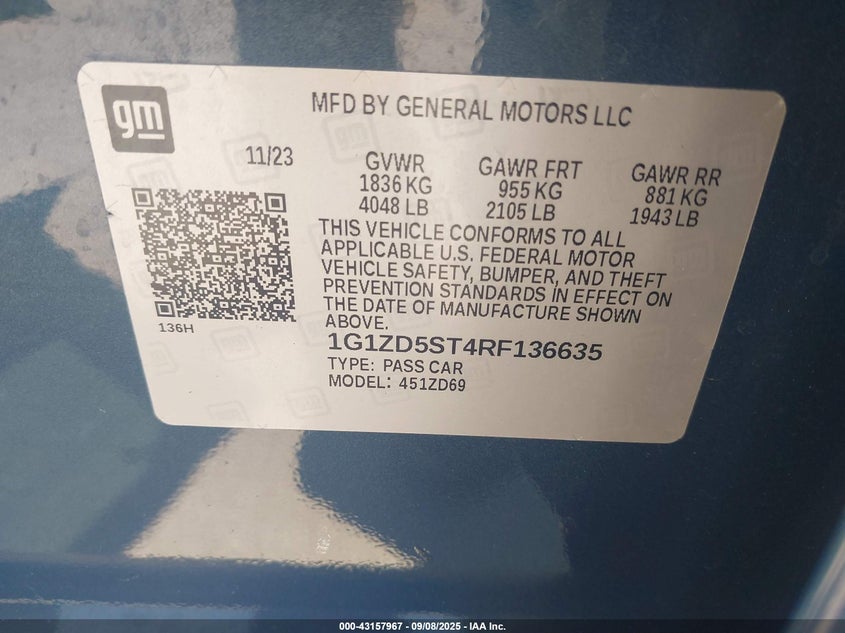 gm
MFD BY GENERAL MOTORS LLC
11/23
GVWR
1836 KG
4048 LB
GAWR FRT
955 KG
2105 LB
GAWR RR
881 KG
1943 LB
THIS VEHICLE CONFORMS TO ALL
APPLICABLE U.S. FEDERAL MOTOR
VEHICLE SAFETY, BUMPER, AND THEFT
PREVENTION STANDARDS IN EFFECT ON
THE DATE OF MANUFACTURE SHOWN
ABOVE.
136H
1G1ZD5ST4RF136635
TYPE: PASS CAR
MODEL: 451ZD69
000-43157967 - 09/08/2025 - IAA Inc.